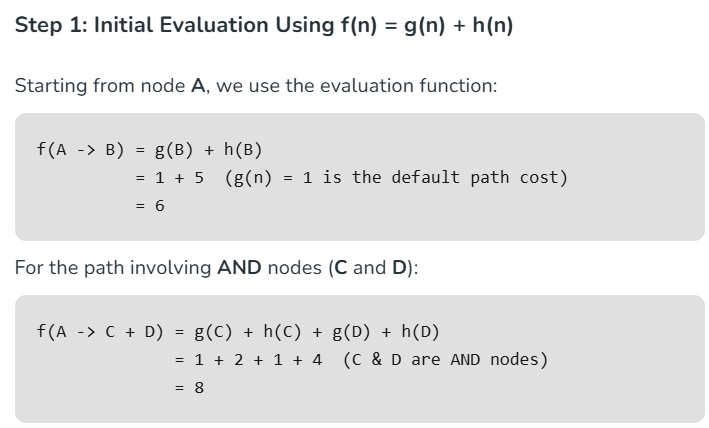 Step 1: Initial Evaluation Using f(n) = g(n) + h(n)
Starting from node A, we use the evaluation function:
f(A -> B) = g(B) + h(B)
= 1 + 5  (g(n) = 1 is the default path cost)
= 6
For the path involving AND nodes (C and D):
f(A -> C + D) = g(C) + h(C) + g(D) + h(D)
= 1 + 2 + 1 + 4  (C & D are AND nodes)
= 8